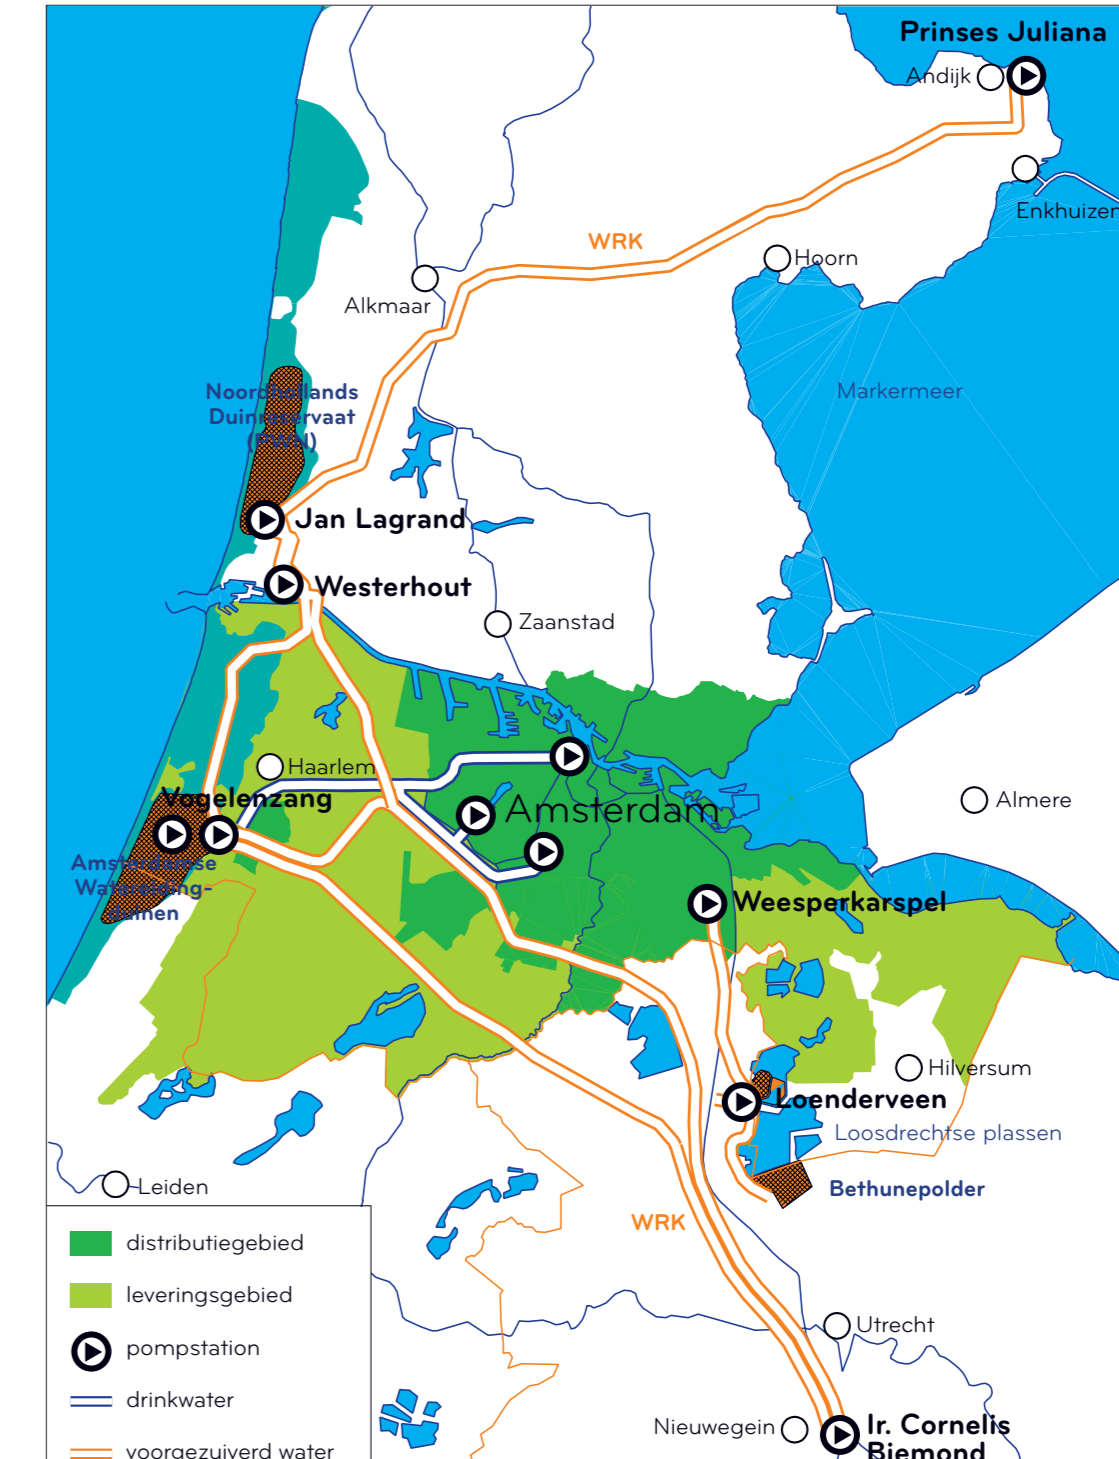 Prinses Juliana
Andijk
Enkhuizen
WRK
Hoorn
Alkmaar
Markermeer
Noordhollands
Duinreservaat
(PWN)
Jan Lagrand
Westerhout
Zaanstad
Haarlem
Vogelenzang
Amsterdam
Almere
Amsterdamse
Waterleiding-
duinen
Weesperkarspel
Hilversum
Loenderveen
Loosdrechtse plassen
Leiden
Bethunepolder
WRK
distributiegebied
leveringsgebied
pompstation
drinkwater
voorgezuiverd water
Utrecht
Nieuwegein
Ir. Cornelis
Biemond